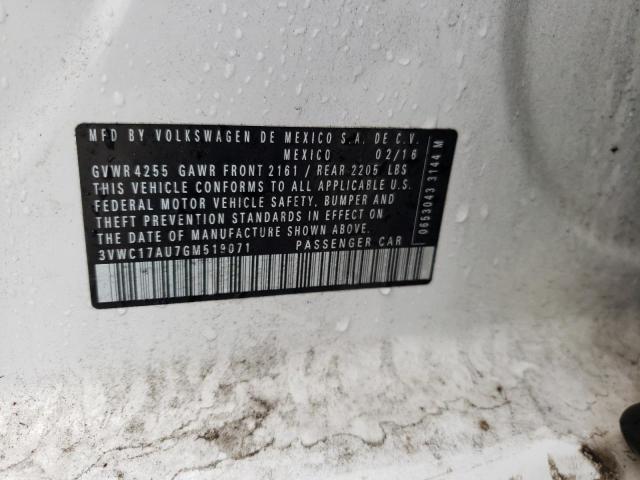 MFD BY VOLKSWAGEN DE MEXICO S.A. DE C.V.
MEXICO 02/16
GVWR 4255 GAWR FRONT 2161 / REAR 2205 LBS
THIS VEHICLE CONFORMS TO ALL APPLICABLE U.S.
FEDERAL MOTOR VEHICLE SAFETY, BUMPER AND
THEFT PREVENTION STANDARDS IN EFFECT ON
THE DATE OF MANUFACTURE SHOWN ABOVE.
3VWC17AU7GM519071 PASSENGER CAR
0653043 3144 M